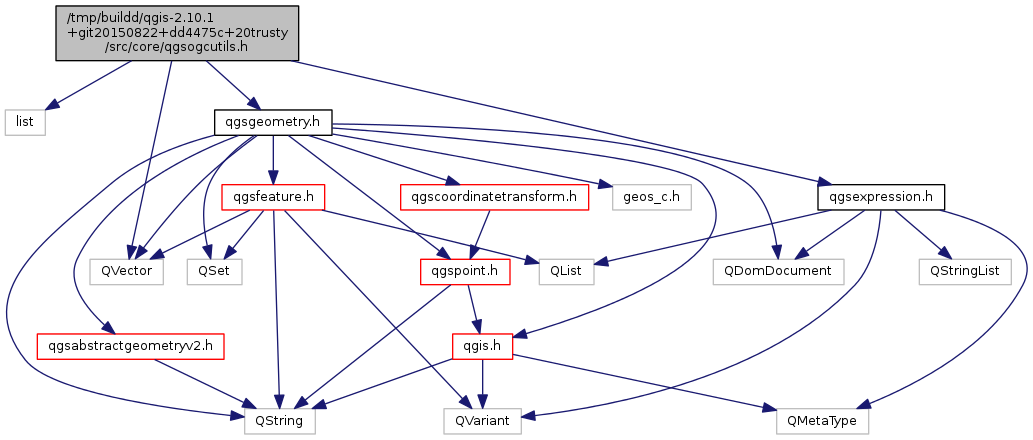 /tmp/buildd/qgis-2.10.1
+git20150822+dd4475c+20trusty
/src/core/qgsogcutils.h
list
qgsgeometry.h
qgsfeature.h
qgscoordinatetransform.h
geos_c.h
qgsexpression.h
QVector
QSet
qgspoint.h
QList
QDomDocument
QStringList
qgsabstractgeometryv2.h
qgis.h
QString
QVariant
QMetaType